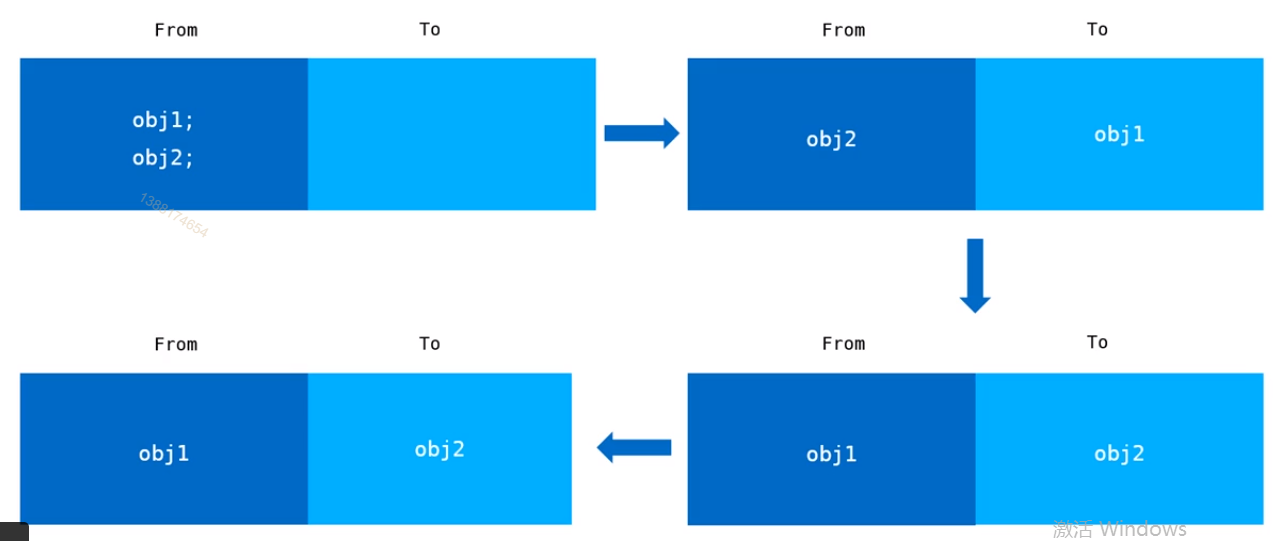 From To From To
obj1;
obj2;
obj2 obj1
1388174654
From To From To
obj1 obj2 obj1 obj2
激活 Windows